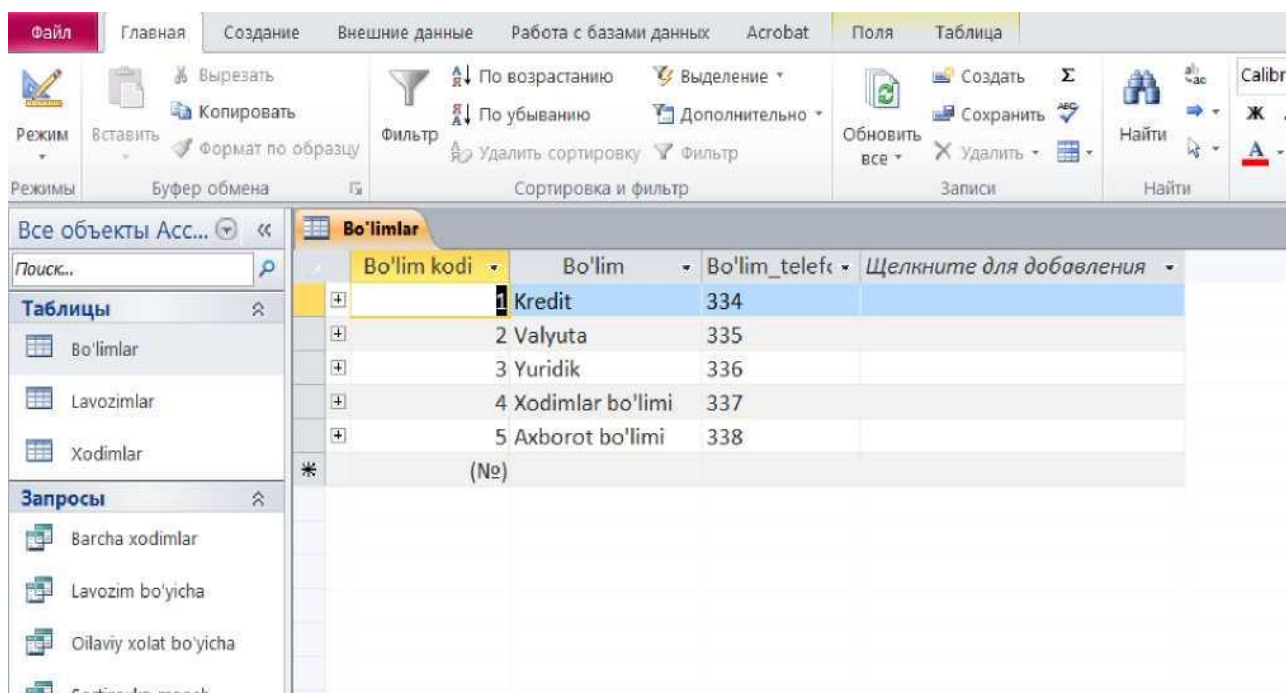 Файл Главная Создание Внешние данные Работа с базами данных Acrobat Поля Таблица
Вырезать По возрастанию Выделение Создать Σ Calibr
Копировать По убыванию Дополнительно Сохранить ABC Ж
Режим Вставить Формат по образцу Фильтр Удалить сортировку Фильтр Обновить все Удалить Найти А
Режимы Буфер обмена Сортировка и фильтр Записи Найти
Все объекты Acc... « Bo'limlar
Поиск... Bo'lim kodi Bo'lim Bo'lim_telefo Щелкните для добавления
Таблицы 1 Kredit 334
Bo'limlar 2 Valyuta 335
3 Yuridik 336
Lavozimlar 4 Xodimlar bo'limi 337
Xodimlar 5 Axborot bo'limi 338
(№)
Запросы
Barcha xodimlar
Lavozim bo'yicha
Oilaviy xolat bo'yicha